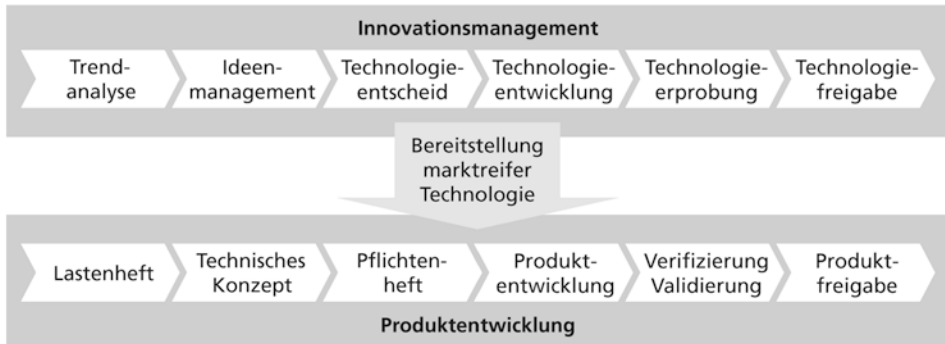 Innovationsmanagement
Trend-
analyse
Ideen-
management
Technologie-
entscheid
Technologie-
entwicklung
Technologie-
erprobung
Technologie-
freigabe
Bereitstellung
marktreifer
Technologie
Lastenheft
Technisches
Konzept
Pflichten-
heft
Produkt-
entwicklung
Verifizierung
Validierung
Produkt-
freigabe
Produktentwicklung